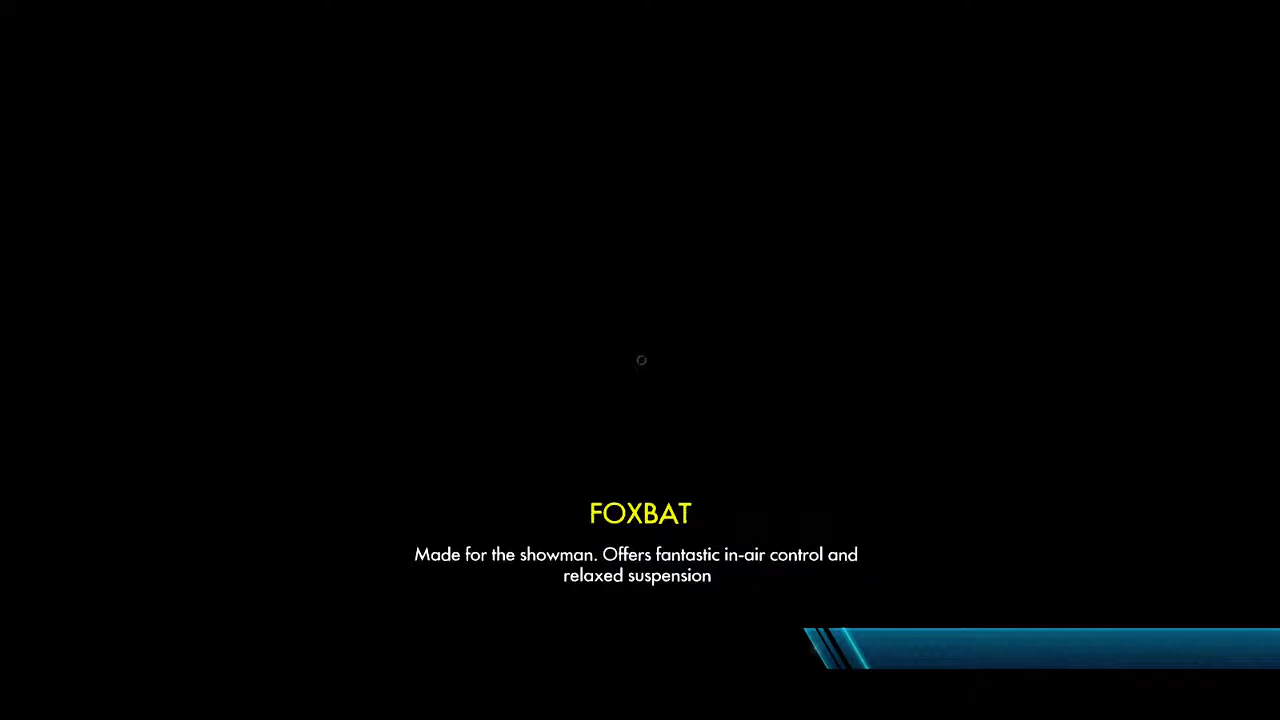 FOXBAT
Made for the showman. Offers fantastic in-air control and
relaxed suspension